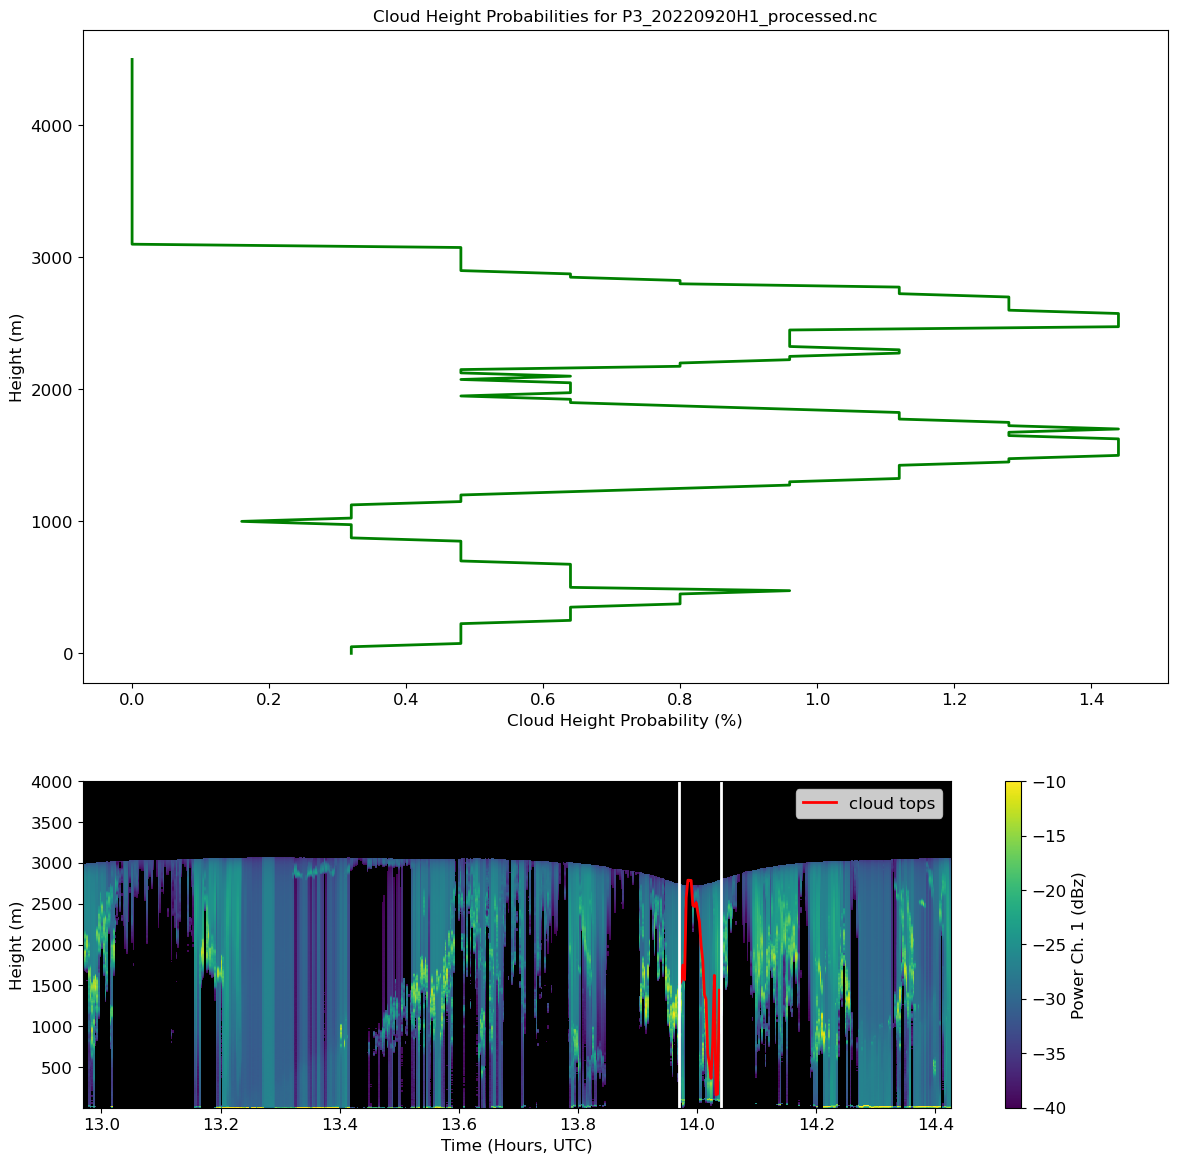 Cloud Height Probabilities for P3_20220920H1_processed.nc
Height (m)
4000
3000
2000
1000
0
0.0 0.2 0.4 0.6 0.8 1.0 1.2 1.4
Cloud Height Probability (%)
Height (m)
4000
3500
3000
2500
2000
1500
1000
500
cloud tops
13.0 13.2 13.4 13.6 13.8 14.0 14.2 14.4
Time (Hours, UTC)
−10
−15
−20
−25
−30
−35
−40
Power Ch. 1 (dBz)